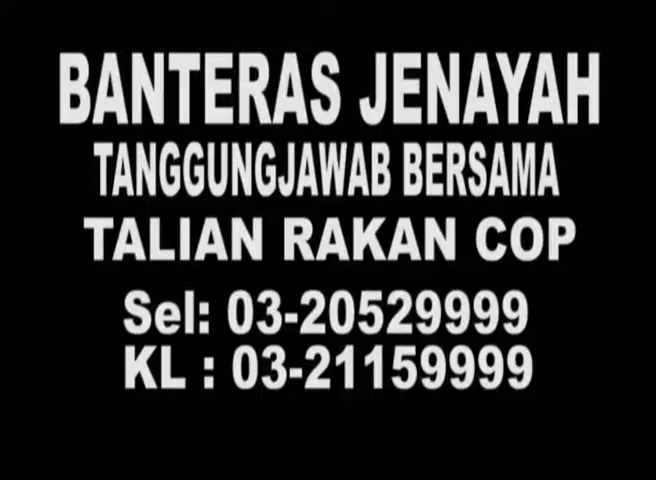 BANTERAS JENAYAH
TANGGUNGJAWAB BERSAMA
TALIAN RAKAN COP
Sel: 03-20529999
KL : 03-21159999